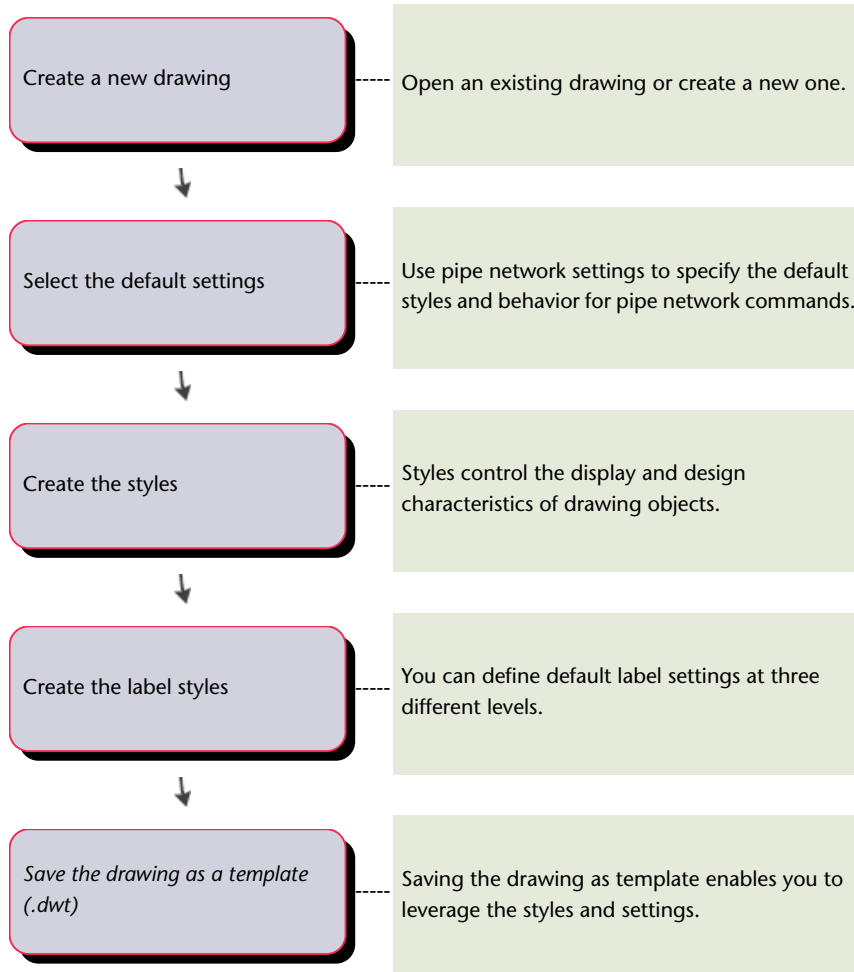 Create a new drawing
Open an existing drawing or create a new one.
Select the default settings
Use pipe network settings to specify the default
styles and behavior for pipe network commands.
Create the styles
Styles control the display and design
characteristics of drawing objects.
Create the label styles
You can define default label settings at three
different levels.
Save the drawing as a template
(.dwt)
Saving the drawing as template enables you to
leverage the styles and settings.